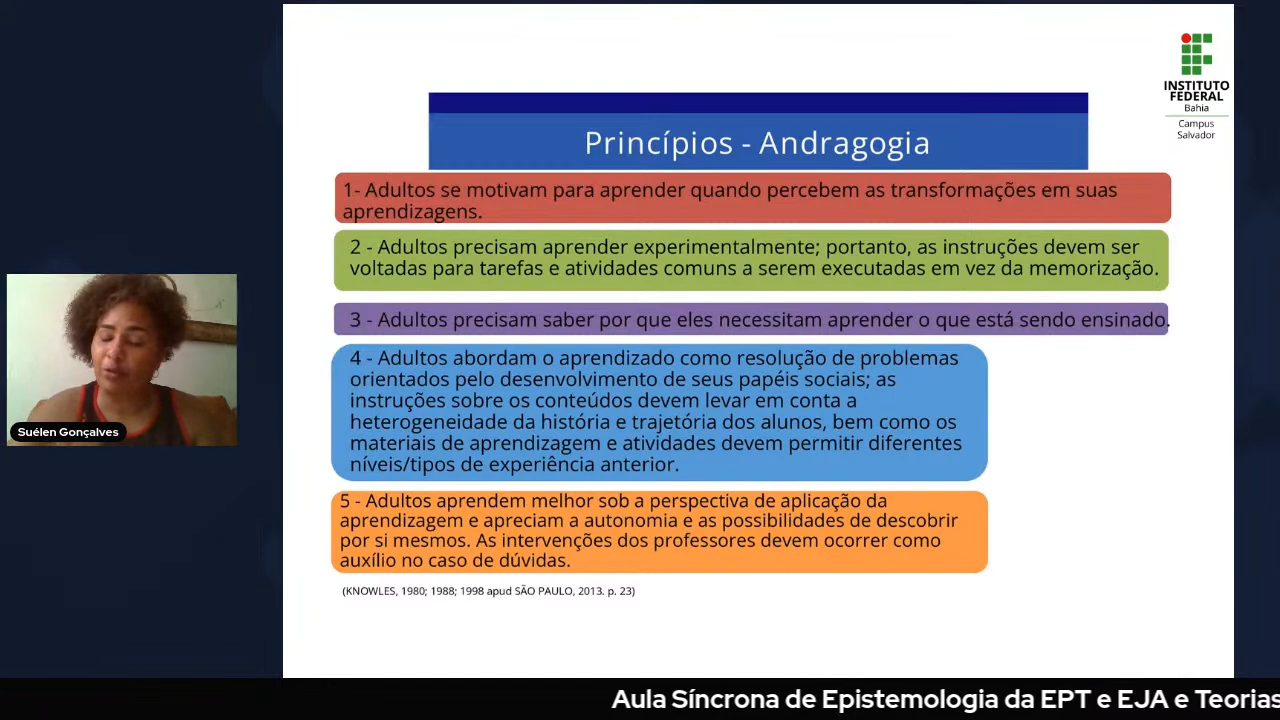 INSTITUTO
FEDERAL
Bahia
Campus
Salvador
Princípios - Andragogia
1- Adultos se motivam para aprender quando percebem as transformações em suas
aprendizagens.
2 - Adultos precisam aprender experimentalmente; portanto, as instruções devem ser
voltadas para tarefas e atividades comuns a serem executadas em vez da memorização.
3 - Adultos precisam saber por que eles necessitam aprender o que está sendo ensinado.
4 - Adultos abordam o aprendizado como resolução de problemas
orientados pelo desenvolvimento de seus papéis sociais; as
instruções sobre os conteúdos devem levar em conta a
heterogeneidade da história e trajetória dos alunos, bem como os
materiais de aprendizagem e atividades devem permitir diferentes
níveis/tipos de experiência anterior.
5 - Adultos aprendem melhor sob a perspectiva de aplicação da
aprendizagem e apreciam a autonomia e as possibilidades de descobrir
por si mesmos. As intervenções dos professores devem ocorrer como
auxílio no caso de dúvidas.
(KNOWLES, 1980; 1988; 1998 apud SÃO PAULO, 2013. p. 23)
Suélen Gonçalves
Aula Síncrona de Epistemologia da EPT e EJA e Teorias